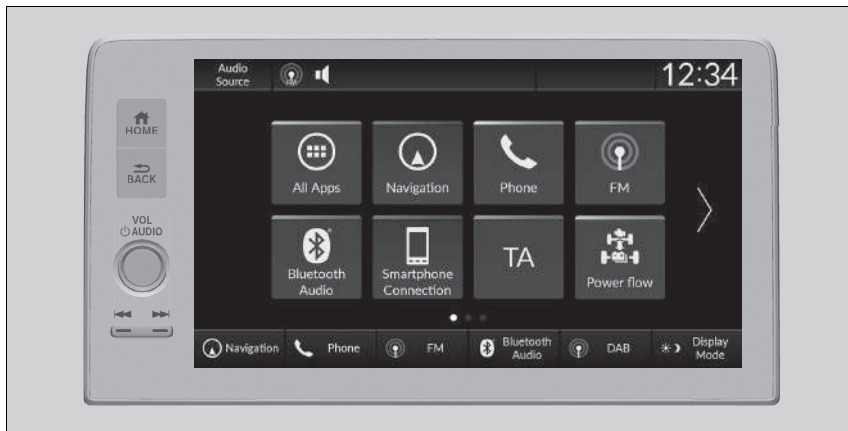 Audio
Source
FM
12:34
HOME
BACK
VOL
AUDIO
All Apps
Navigation
Phone
FM
Bluetooth
Audio
Smartphone
Connection
TA
Power flow
Navigation
Phone
FM
Bluetooth
Audio
DAB
Display
Mode